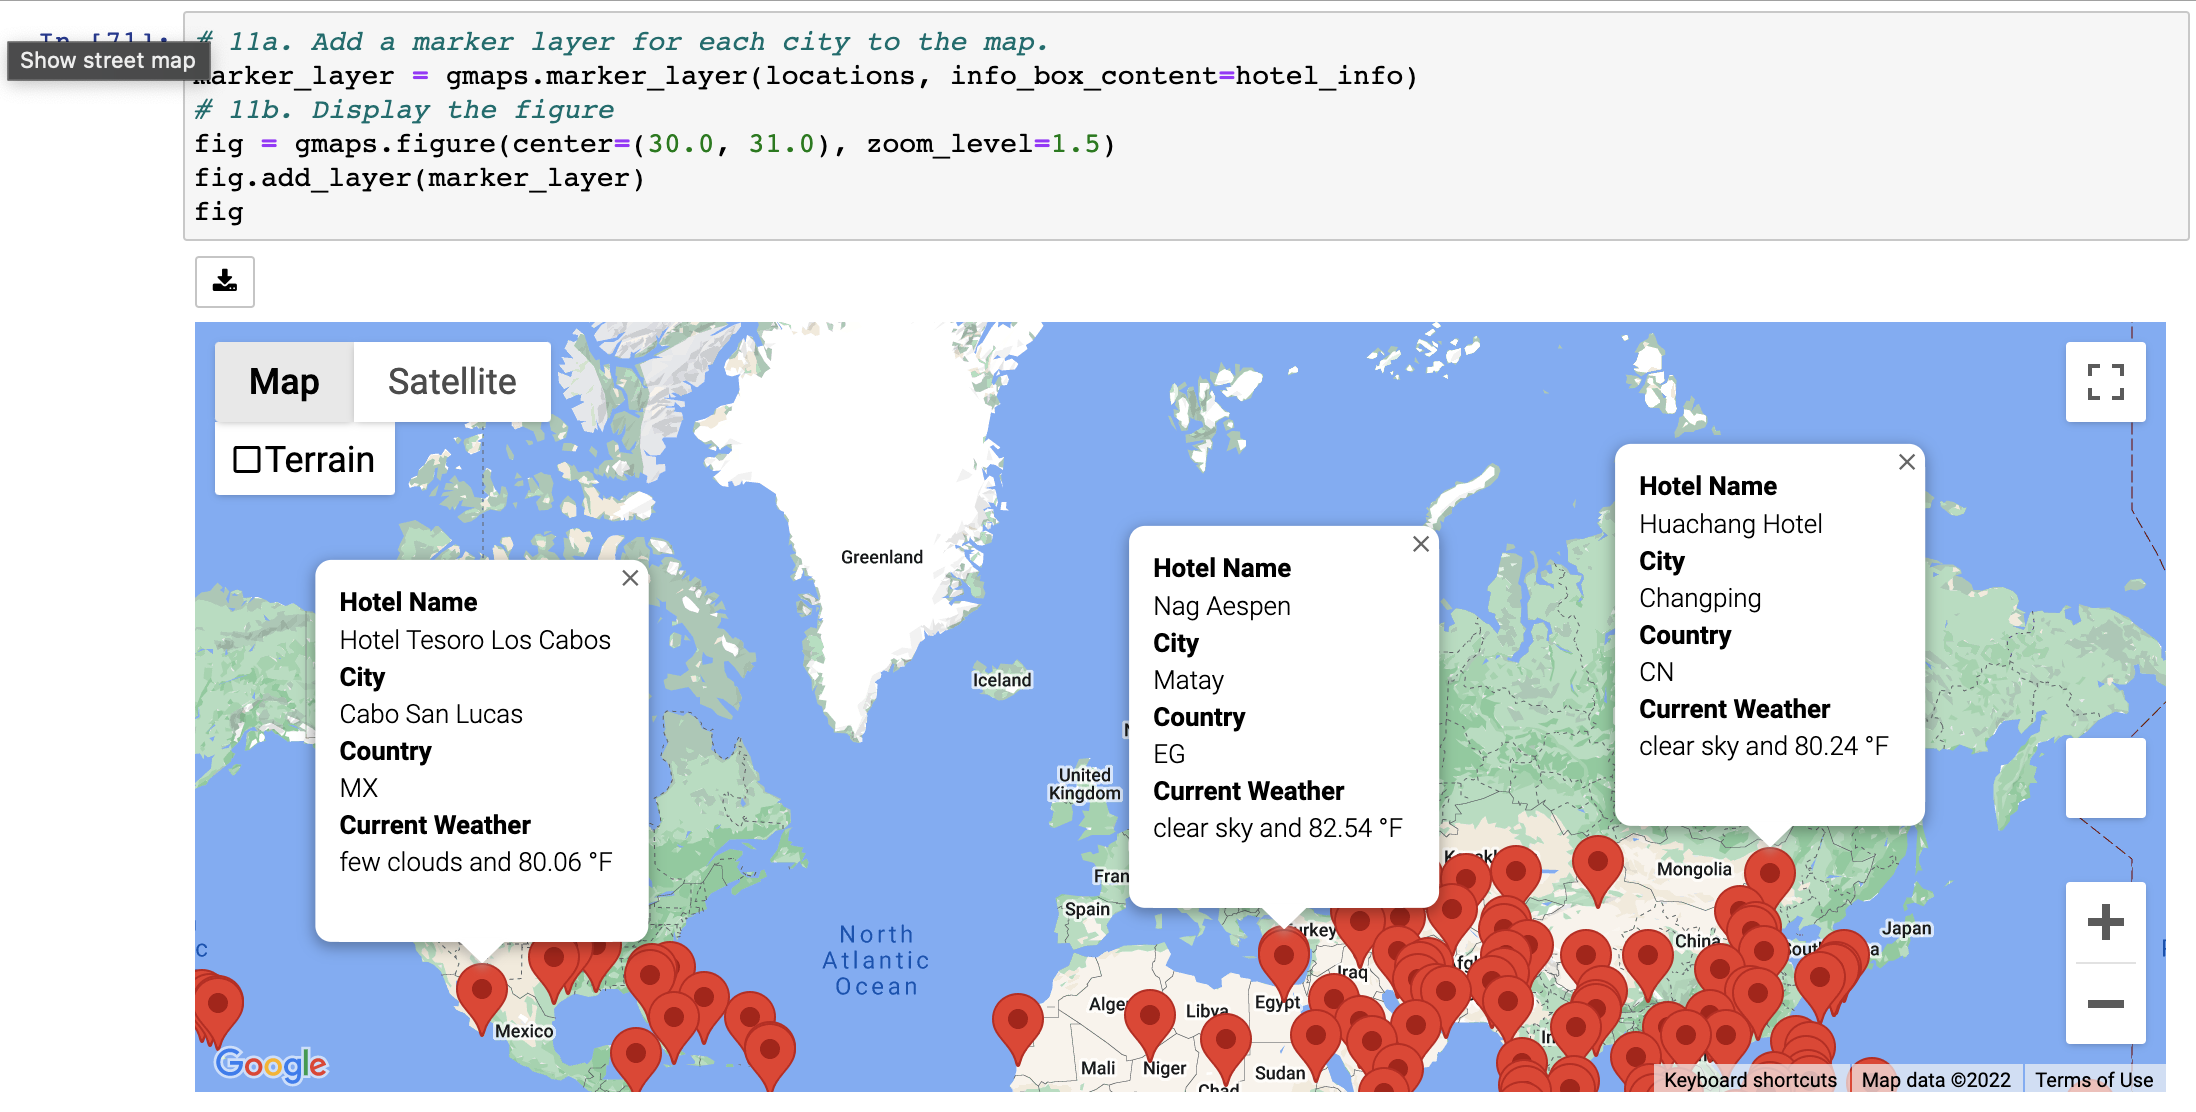 In [71]:
Show street map
# 11a. Add a marker layer for each city to the map.
marker_layer = gmaps.marker_layer(locations, info_box_content=hotel_info)
# 11b. Display the figure
fig = gmaps.figure(center=(30.0, 31.0), zoom_level=1.5)
fig.add_layer(marker_layer)
fig
Map
Satellite
Terrain
Hotel Name
Huachang Hotel
City
Changping
Country
CN
Current Weather
clear sky and 80.24 °F
Hotel Name
Nag Aespen
City
Matay
Country
EG
Current Weather
clear sky and 82.54 °F
Hotel Name
Hotel Tesoro Los Cabos
City
Cabo San Lucas
Country
MX
Current Weather
few clouds and 80.06 °F
Greenland
Iceland
United
Kingdom
Spain
Mongolia
Japan
China
North
Atlantic
Ocean
Iraq
Egypt
Libya
Mexico
Mali
Niger
Sudan
Chad
Google
Keyboard shortcuts
Map data ©2022
Terms of Use